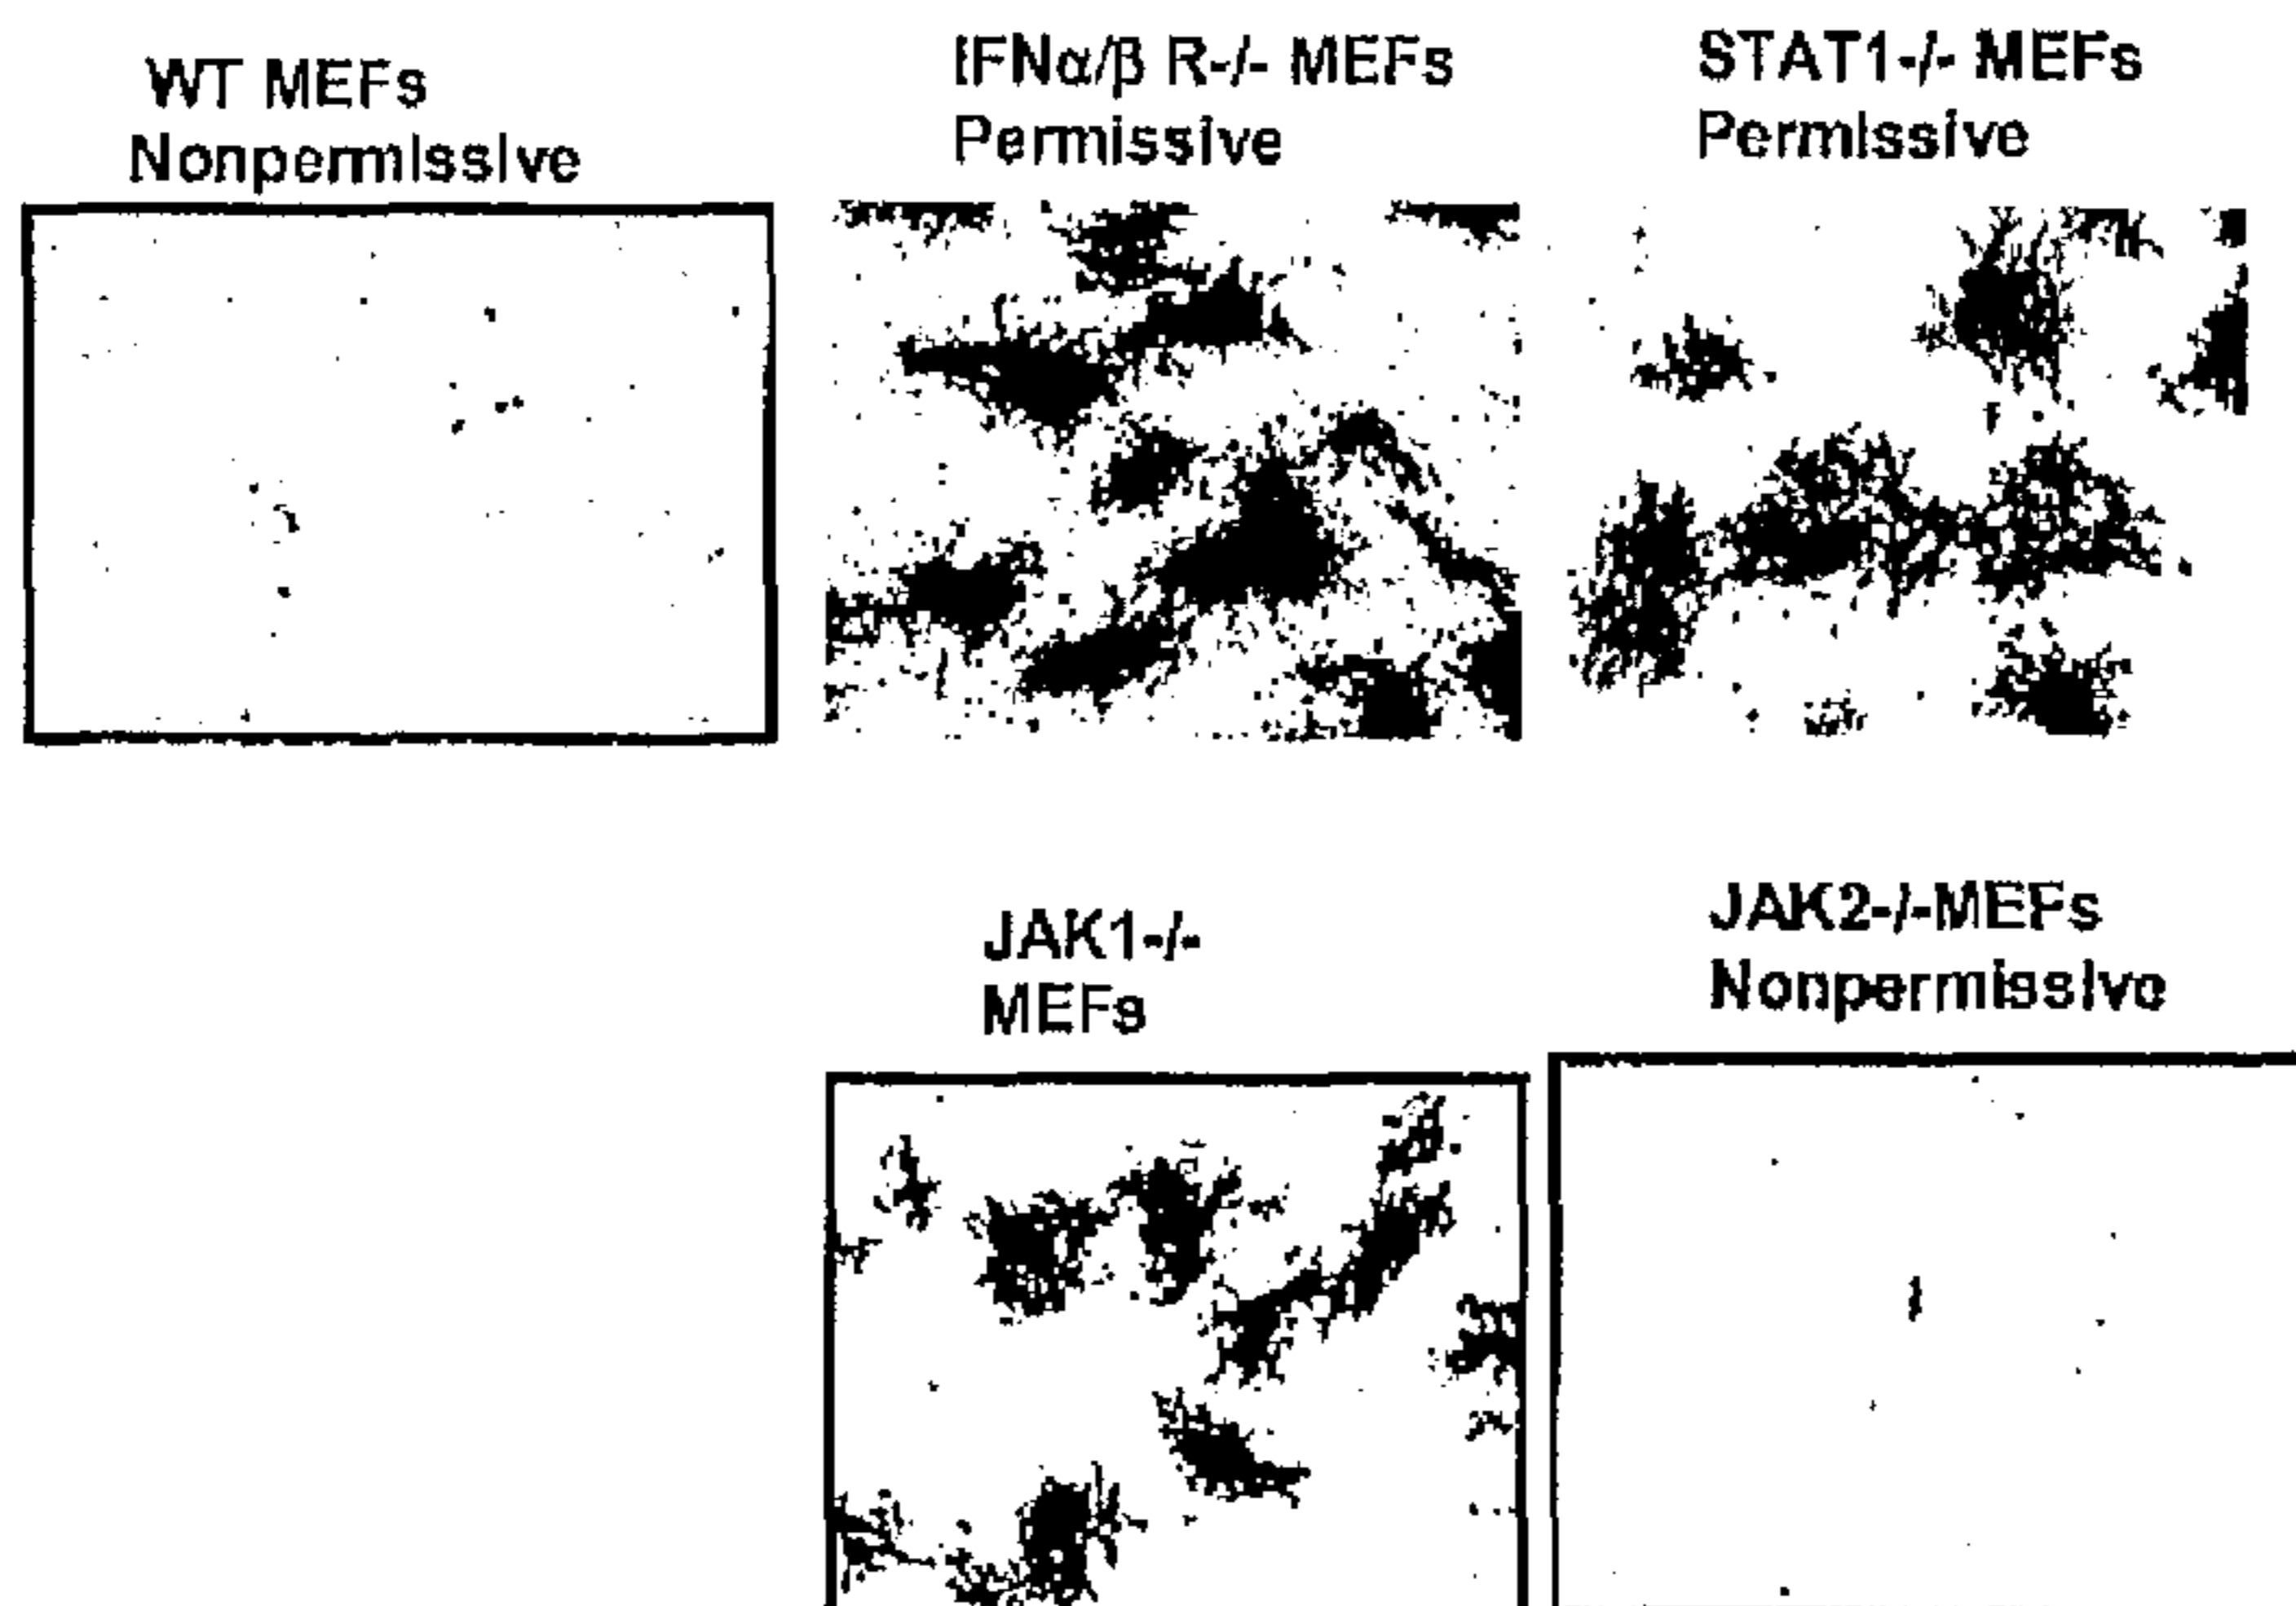 WT MEFs
Nonpermissive
IFNα/β R-/- MEFs
Permissive
STAT1-/- MEFs
Permissive
JAK1-/-
MEFs
JAK2-/-MEFs
Nonpermissive